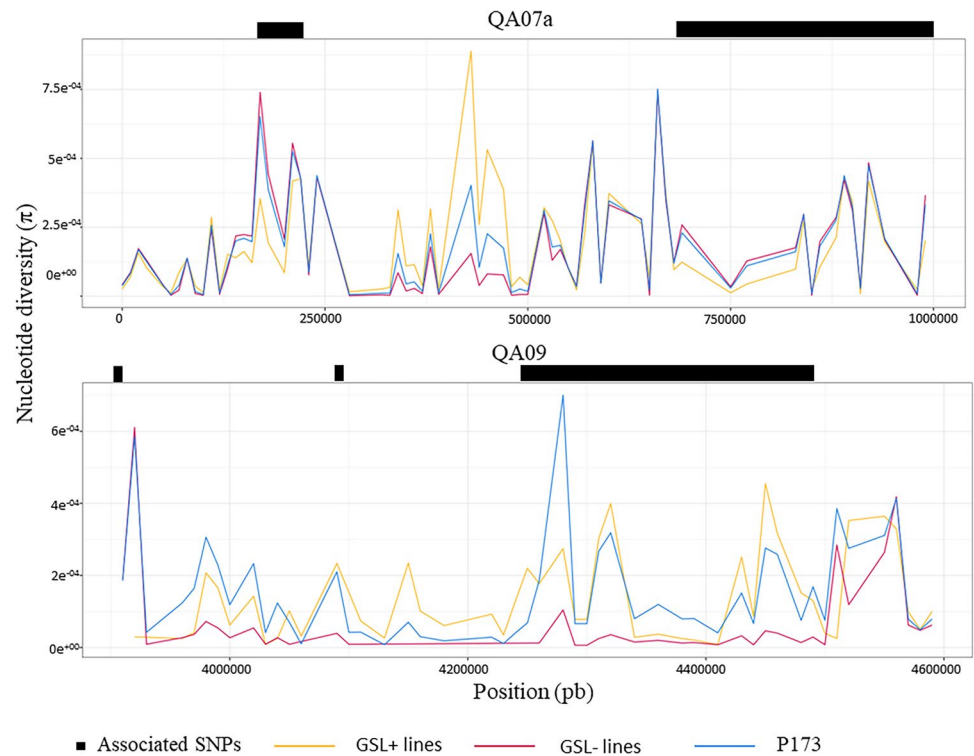 QA07a
7.5e-04
5e-04
2.5e-04
0e+00
0 250000 500000 750000 1000000
QA09
Nucleotide diversity (π)
6e-04
4e-04
2e-04
0e+00
4000000 4200000 4400000 4600000
Position (pb)
Associated SNPs GSL+ lines GSL- lines P173